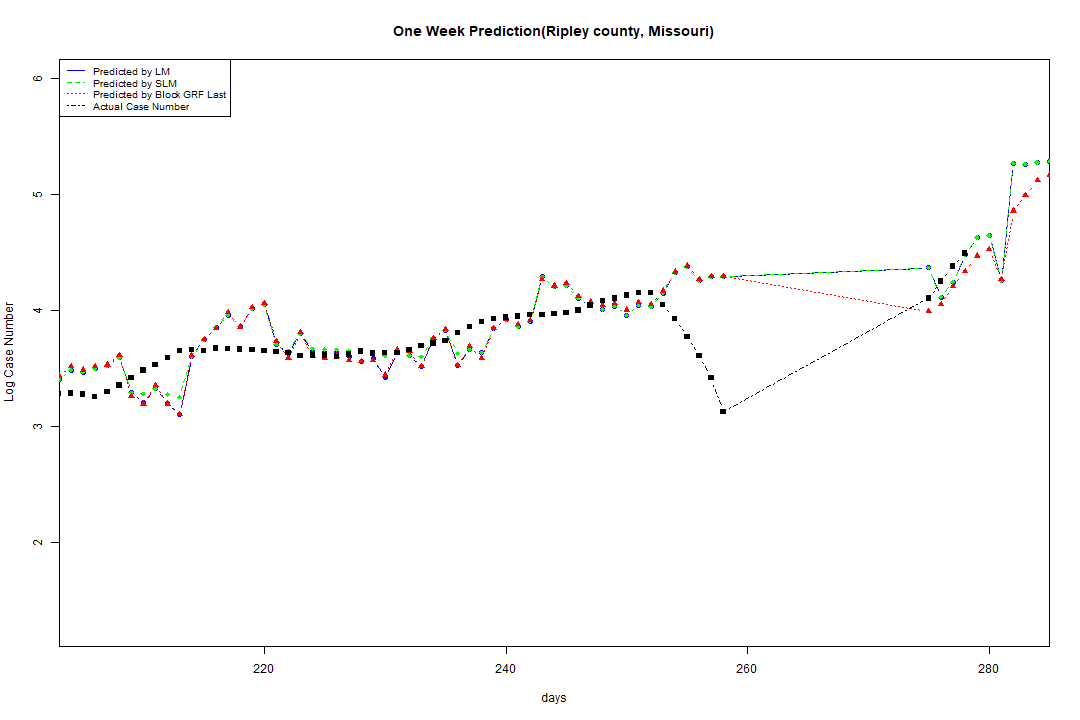 One Week Prediction(Ripley county, Missouri)
Predicted by LM
Predicted by SLM
Predicted by Block GRF Last
Actual Case Number
6
5
4
3
2
Log Case Number
220
240
260
280
days